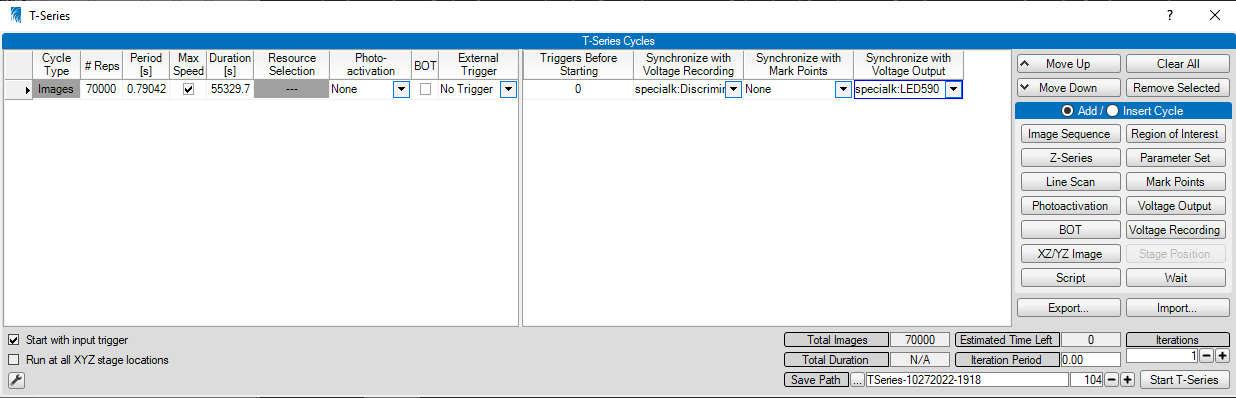 T-Series
?
T-Series Cycles
Cycle Type # Reps Period [s] Max Speed Duration [s] Resource Selection Photo-activation BOT External Trigger Triggers Before Starting Synchronize with Voltage Recording Synchronize with Mark Points Synchronize with Voltage Output
Images 70000 0.79042 55329.7 --- None No Trigger 0 specialk:Discrimir None specialk:LED590
Move Up Clear All
Move Down Remove Selected
Add / Insert Cycle
Image Sequence Region of Interest
Z-Series Parameter Set
Line Scan Mark Points
Photoactivation Voltage Output
BOT Voltage Recording
XZ/YZ Image Stage Position
Script Wait
Export... Import...
Start with input trigger Total Images 70000 Estimated Time Left 0 Iterations
Run at all XYZ stage locations Total Duration N/A Iteration Period 0.00 1
Save Path ... TSeries-10272022-1918 104 Start T-Series